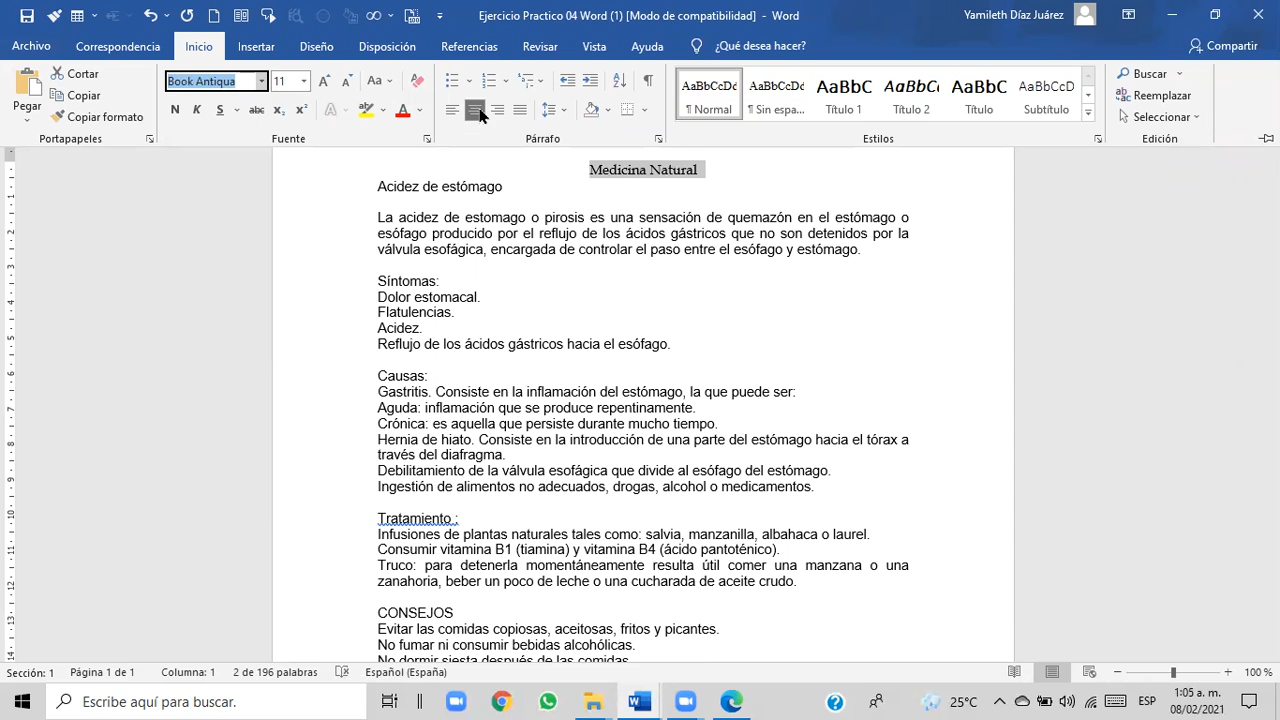 Ejercicio Practico 04 Word (1) [Modo de compatibilidad] - Word
Yamileth Díaz Juárez
Archivo Correspondencia Inicio Insertar Diseño Disposición Referencias Revisar Vista Ayuda ¿Qué desea hacer? Compartir
Pegar
Cortar
Copiar
Copiar formato
Portapapeles
Book Antiqua 11 Aa
N K S abc x₂ x² A A
Fuente
Párrafo
AaBbCcDd AaBbCcDd AaBbC AaBbCc AaBbC AaBbCcD
¶ Normal ¶ Sin espa... Título 1 Título 2 Título Subtítulo
Estilos
Buscar
Reemplazar
Seleccionar
Edición
Medicina Natural
Acidez de estómago
La acidez de estomago o pirosis es una sensación de quemazón en el estómago o
esófago producido por el reflujo de los ácidos gástricos que no son detenidos por la
válvula esofágica, encargada de controlar el paso entre el esófago y estómago.
Síntomas:
Dolor estomacal.
Flatulencias.
Acidez.
Reflujo de los ácidos gástricos hacia el esófago.
Causas:
Gastritis. Consiste en la inflamación del estómago, la que puede ser:
Aguda: inflamación que se produce repentinamente.
Crónica: es aquella que persiste durante mucho tiempo.
Hernia de hiato. Consiste en la introducción de una parte del estómago hacia el tórax a
través del diafragma.
Debilitamiento de la válvula esofágica que divide al esófago del estómago.
Ingestión de alimentos no adecuados, drogas, alcohol o medicamentos.
Tratamiento :
Infusiones de plantas naturales tales como: salvia, manzanilla, albahaca o laurel.
Consumir vitamina B1 (tiamina) y vitamina B4 (ácido pantoténico).
Truco: para detenerla momentáneamente resulta útil comer una manzana o una
zanahoria, beber un poco de leche o una cucharada de aceite crudo.
CONSEJOS
Evitar las comidas copiosas, aceitosas, fritos y picantes.
No fumar ni consumir bebidas alcohólicas.
No dormir siesta después de las comidas
Sección: 1 Página 1 de 1 Columna: 1 2 de 196 palabras Español (España) 100 %
Escribe aquí para buscar
25°C
ESP
1:05 a. m.
08/02/2021